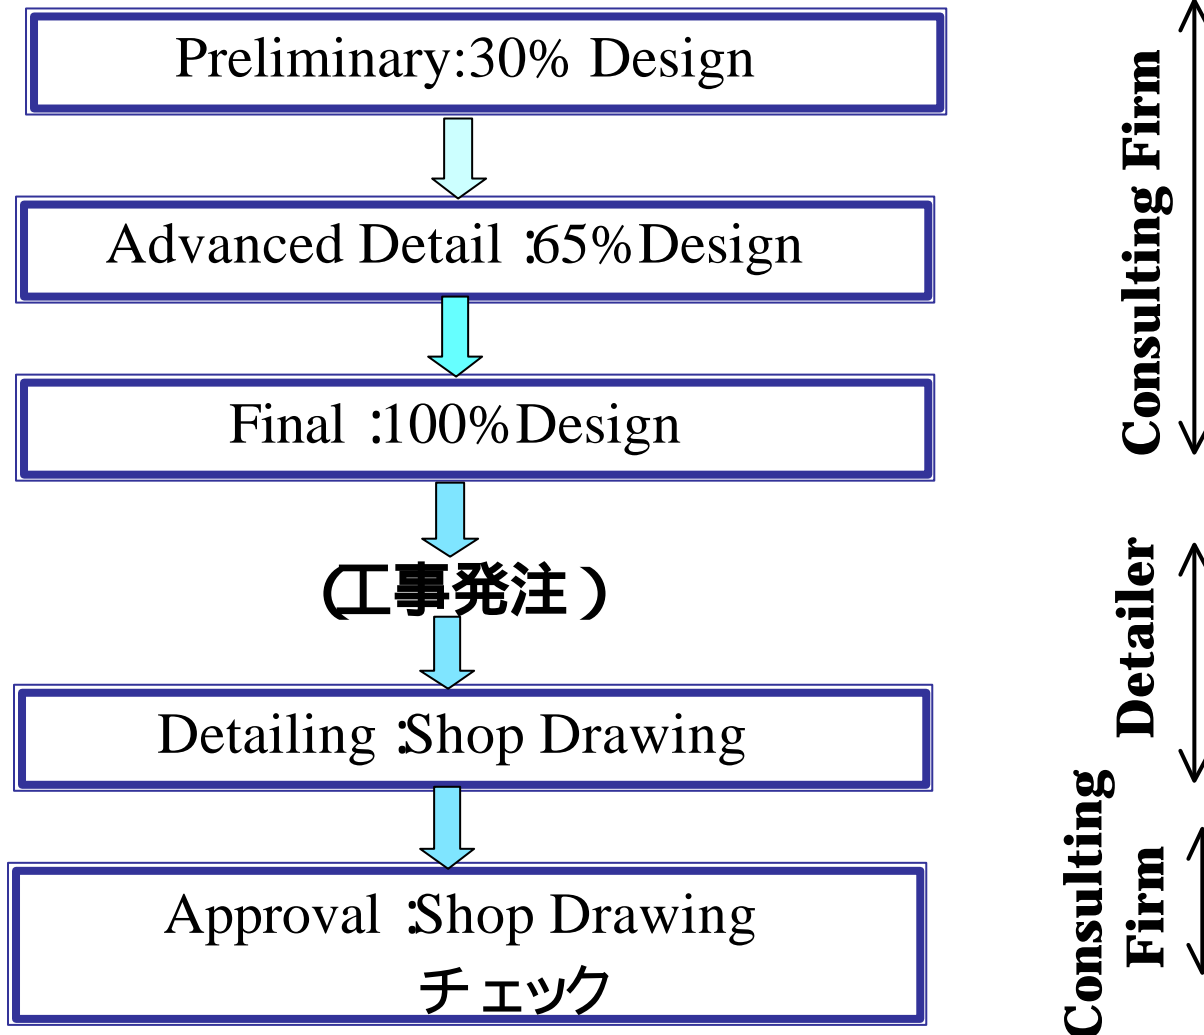 Preliminary:30% Design
Advanced Detail :65%Design
Final :100%Design
(工事発注)
Detailing :Shop Drawing
Approval :Shop Drawing
チェック
Consulting Firm
Detailer
Consulting
Firm